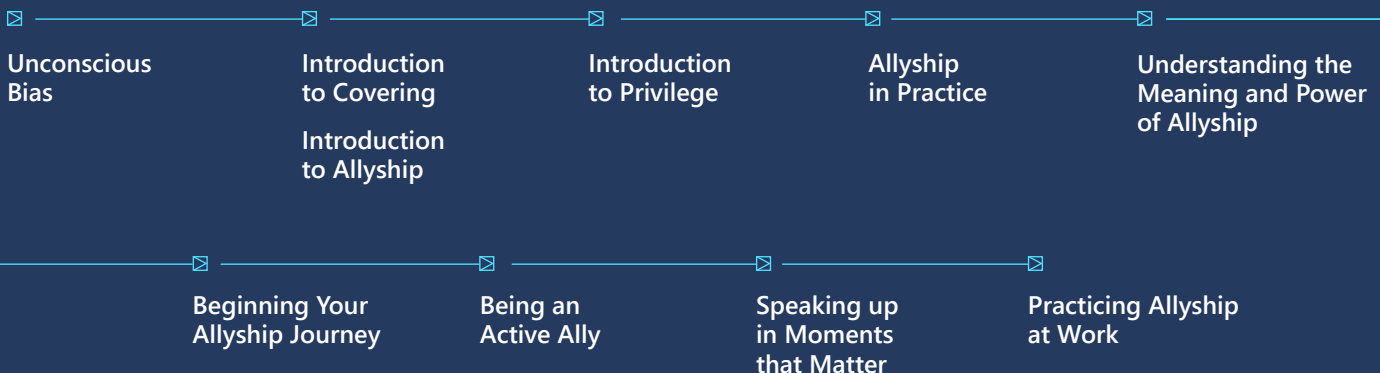 Unconscious
Bias
Introduction
to Covering
Introduction
to Allyship
Introduction
to Privilege
Allyship
in Practice
Understanding the
Meaning and Power
of Allyship
Beginning Your
Allyship Journey
Being an
Active Ally
Speaking up
in Moments
that Matter
Practicing Allyship
at Work